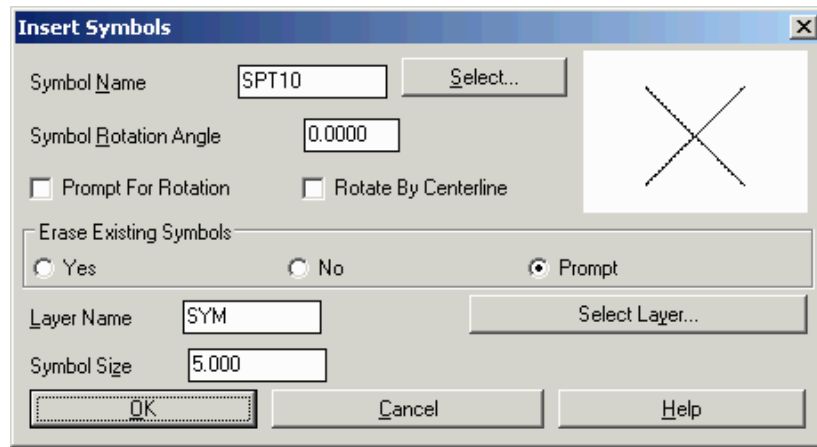 Insert Symbols
Symbol Name SPT10 Select...
Symbol Rotation Angle 0.0000
Prompt For Rotation Rotate By Centerline
Erase Existing Symbols
Yes No Prompt
Layer Name SYM Select Layer...
Symbol Size 5.000
OK Cancel Help